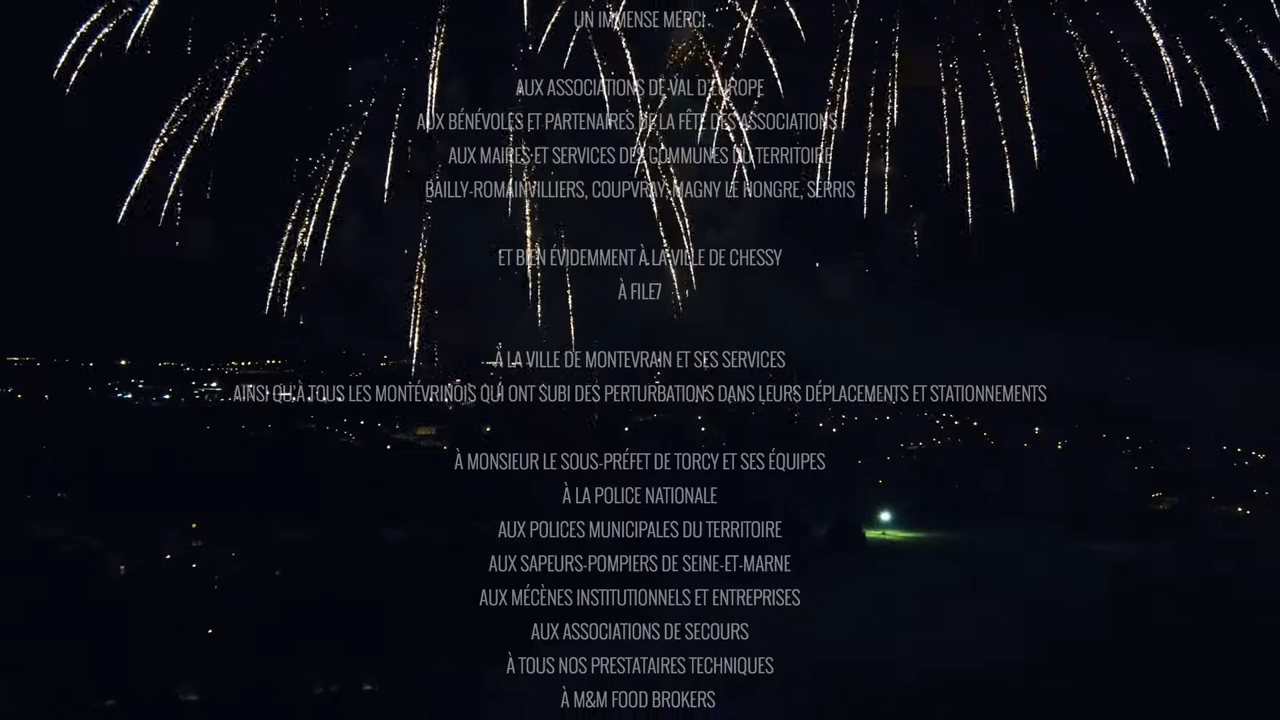 UN IMMENSE MERCI
AUX ASSOCIATIONS DE VAL D'EUROPE
AUX BÉNÉVOLES ET PARTENAIRES DE LA FÊTE DES ASSOCIATIONS
AUX MAIRES ET SERVICES DES COMMUNES DU TERRITOIRE
BAILLY-ROMAINVILLIERS, COUPVRAY, MAGNY LE HONGRE, SERRIS
ET BIEN ÉVIDEMMENT À LA VILLE DE CHESSY
À FILE7
À LA VILLE DE MONTEVRAIN ET SES SERVICES
AINSI QU'À TOUS LES MONTÉVRINOIS QUI ONT SUBI DES PERTURBATIONS DANS LEURS DÉPLACEMENTS ET STATIONNEMENTS
À MONSIEUR LE SOUS-PRÉFET DE TORCY ET SES ÉQUIPES
À LA POLICE NATIONALE
AUX POLICES MUNICIPALES DU TERRITOIRE
AUX SAPEURS-POMPIERS DE SEINE-ET-MARNE
AUX MÉCÈNES INSTITUTIONNELS ET ENTREPRISES
AUX ASSOCIATIONS DE SECOURS
À TOUS NOS PRESTATAIRES TECHNIQUES
À M&M FOOD BROKERS